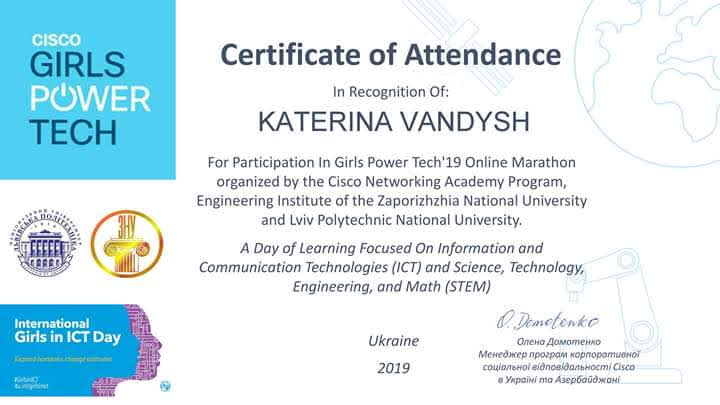 CISCO
GIRLS
POWER
TECH
Certificate of Attendance
In Recognition Of:
KATERINA VANDYSH
For Participation In Girls Power Tech'19 Online Marathon
organized by the Cisco Networking Academy Program,
Engineering Institute of the Zaporizhzhia National University
and Lviv Polytechnic National University.
A Day of Learning Focused On Information and
Communication Technologies (ICT) and Science, Technology,
Engineering, and Math (STEM)
ЗНУ
International
Girls in ICT Day
Expand horizons, change attitudes
#GirlsinICT
Ukraine
2019
O. Domotenko
Олена Домотенко
Менеджер програм корпоративної
соціальної відповідальності Cisco
в Україні та Азербайджані